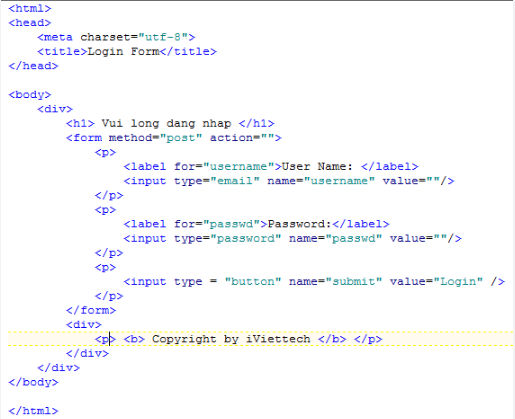 <html>
<head>
    <meta charset="utf-8">
    <title>Login Form</title>
</head>

<body>
    <div>
        <h1> Vui long dang nhap </h1>
        <form method="post" action="">
            <p>
                <label for="username">User Name: </label>
                <input type="email" name="username" value=""/>
            </p>
            <p>
                <label for="passwd">Password:</label>
                <input type="password" name="passwd" value=""/>
            </p>
            <p>
                <input type = "button" name="submit" value="Login" />
            </p>
        </form>
        <div>
            <p> <b> Copyright by iViettech </b> </p>
        </div>
    </div>
</body>

</html>